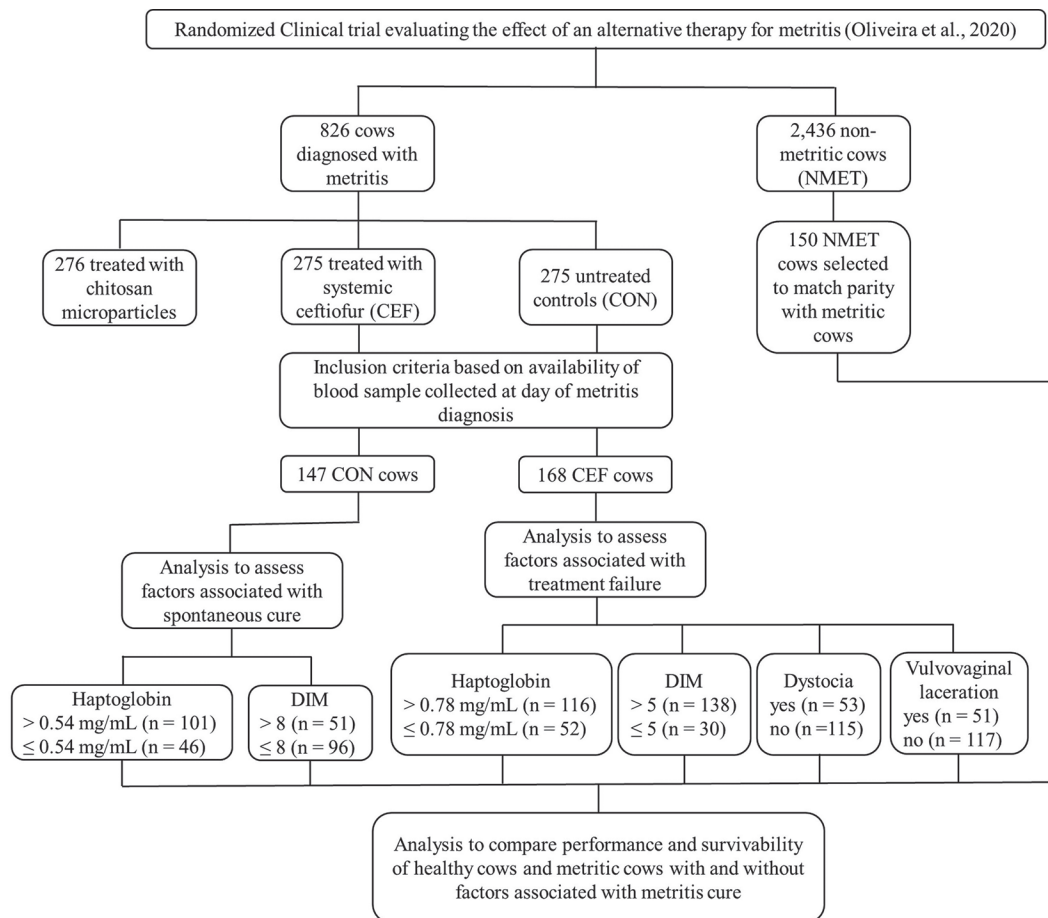 Randomized Clinical trial evaluating the effect of an alternative therapy for metritis (Oliveira et al., 2020)
826 cows
diagnosed with
metritis
2,436 non-
metritic cows
(NMET)
276 treated with
chitosan
microparticles
275 treated with
systemic
ceftiofur (CEF)
275 untreated
controls (CON)
150 NMET
cows selected
to match parity
with metritic
cows
Inclusion criteria based on availability of
blood sample collected at day of metritis
diagnosis
147 CON cows
168 CEF cows
Analysis to assess
factors associated with
spontaneous cure
Analysis to assess
factors associated with
treatment failure
Haptoglobin
> 0.54 mg/mL (n = 101)
≤ 0.54 mg/mL (n = 46)
DIM
> 8 (n = 51)
≤ 8 (n = 96)
Haptoglobin
> 0.78 mg/mL (n = 116)
≤ 0.78 mg/mL (n = 52)
DIM
> 5 (n = 138)
≤ 5 (n = 30)
Dystocia
yes (n = 53)
no (n =115)
Vulvovaginal
laceration
yes (n = 51)
no (n = 117)
Analysis to compare performance and survivability
of healthy cows and metritic cows with and without
factors associated with metritis cure